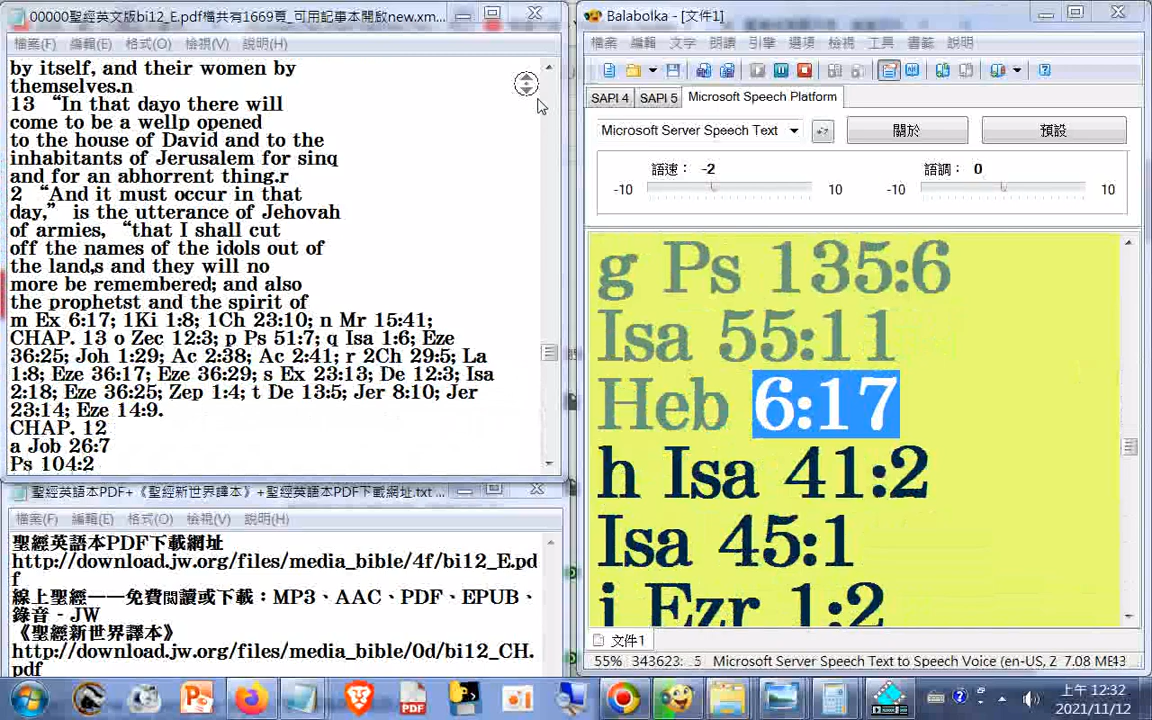 00000聖經英文版bi12_E.pdf檔共有1669頁_可用記事本開啟new.xm...
檔案(F) 編輯(E) 格式(O) 檢視(V) 說明(H)
by itself, and their women by
themselves.n
13 “In that dayo there will
come to be a wellp opened
to the house of David and to the
inhabitants of Jerusalem for sinq
and for an abhorrent thing.r
2 “And it must occur in that
day,” is the utterance of Jehovah
of armies, “that I shall cut
off the names of the idols out of
the land,s and they will no
more be remembered; and also
the prophetst and the spirit of
m Ex 6:17; 1Ki 1:8; 1Ch 23:10; n Mr 15:41;
CHAP. 13 o Zec 12:3; p Ps 51:7; q Isa 1:6; Eze
36:25; Joh 1:29; Ac 2:38; Ac 2:41; r 2Ch 29:5; La
1:8; Eze 36:17; Eze 36:29; s Ex 23:13; De 12:3; Isa
2:18; Eze 36:25; Zep 1:4; t De 13:5; Jer 8:10; Jer
23:14; Eze 14:9.
CHAP. 12
a Job 26:7
Ps 104:2
聖經英語本PDF+《聖經新世界譯本》+聖經英語本PDF下載網址.txt ...
檔案(F) 編輯(E) 格式(O) 檢視(V) 說明(H)
聖經英語本PDF下載網址
http://download.jw.org/files/media_bible/4f/bi12_E.pd
f
線上聖經——免費閱讀或下載：MP3、AAC、PDF、EPUB、
錄音 - JW
《聖經新世界譯本》
http://download.jw.org/files/media_bible/0d/bi12_CH.
pdf
Balabolka - [文件1]
檔案 編輯 文字 朗讀 引擎 選項 檢視 工具 書籤 說明
SAPI 4 SAPI 5 Microsoft Speech Platform
Microsoft Server Speech Text 關於 預設
語速： -2 語調： 0
-10 10 -10 10
g Ps 135:6
Isa 55:11
Heb 6:17
h Isa 41:2
Isa 45:1
i Ezr 1:2
文件1
55% 343623: 5 Microsoft Server Speech Text to Speech Voice (en-US, Z 7.08 ME43
上午 12:32
2021/11/12